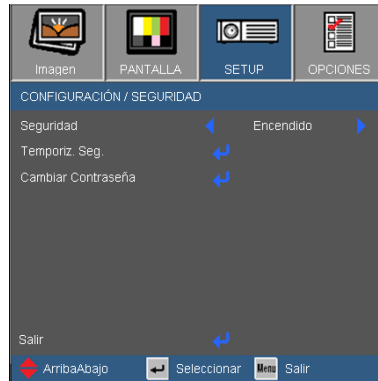 Imagen PANTALLA SETUP OPCIONES
CONFIGURACIÓN / SEGURIDAD
Seguridad Encendido
Temporiz. Seg.
Cambiar Contraseña
Salir
ArribaAbajo Seleccionar Menu Salir